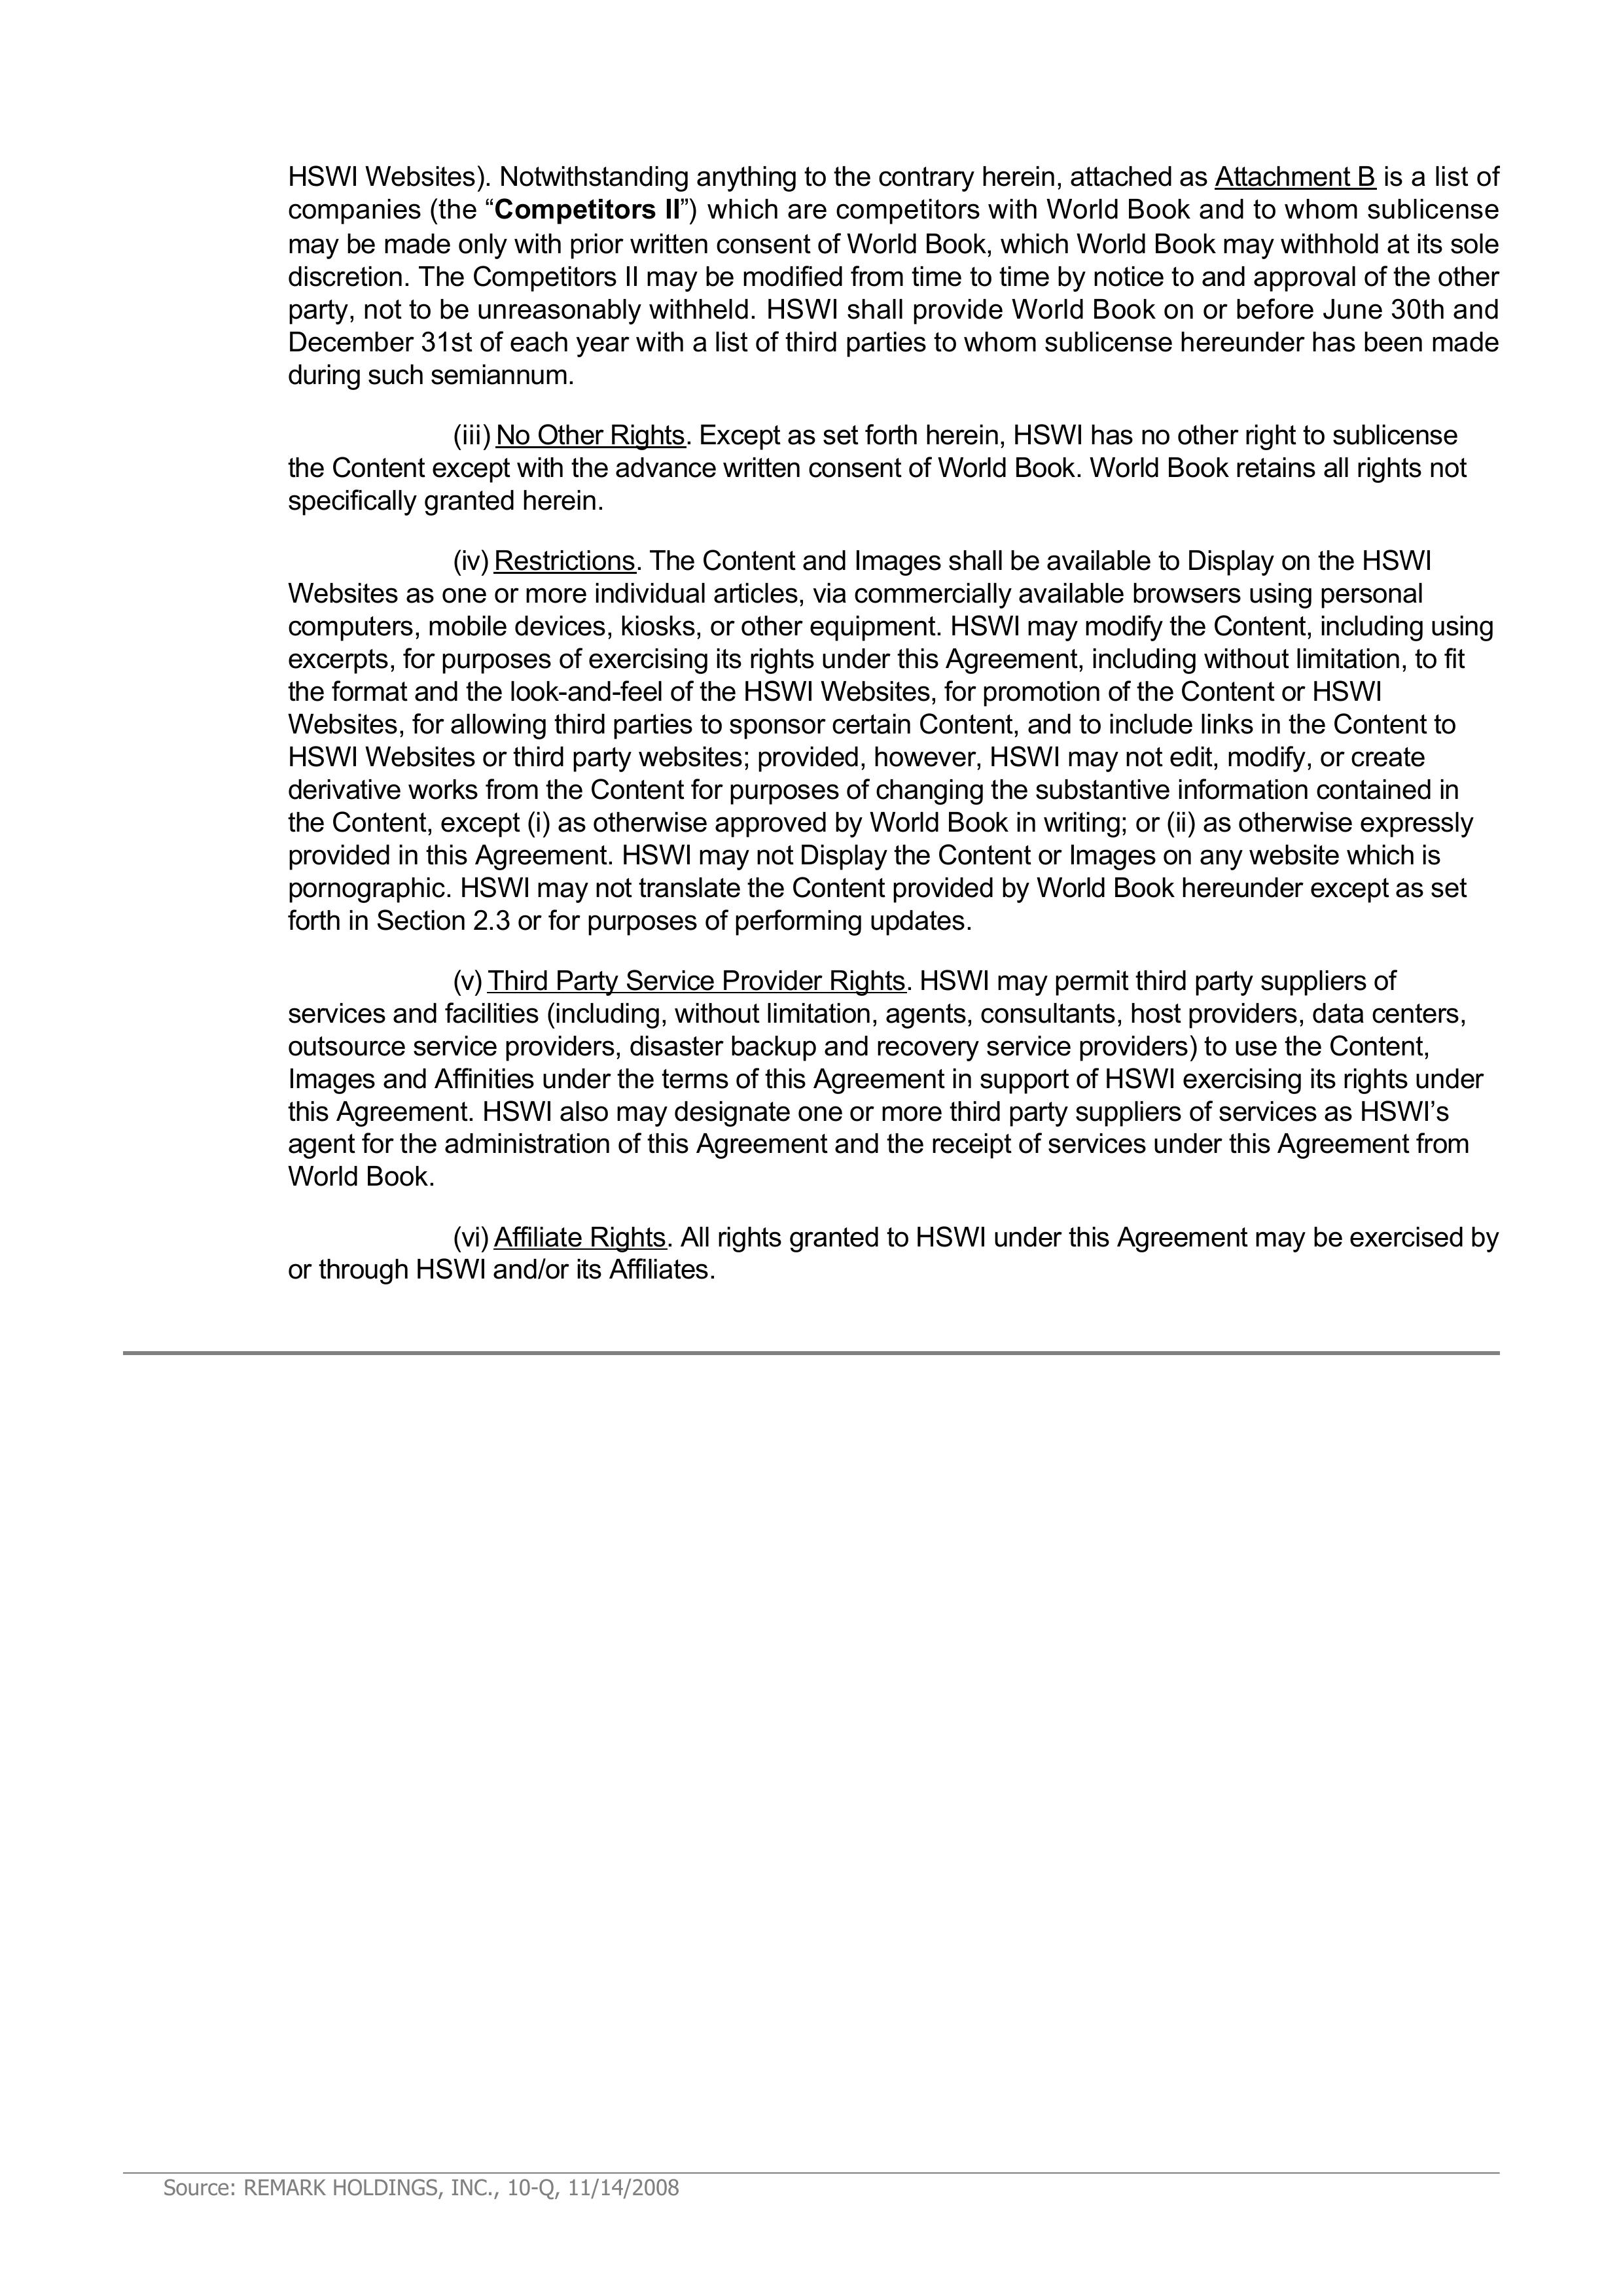 HSWI Websites). Notwithstanding anything to the contrary herein, attached as Attachment B is a list of
companies (the “Competitors II”) which are competitors with World Book and to whom sublicense
may be made only with prior written consent of World Book, which World Book may withhold at its sole
discretion. The Competitors II may be modified from time to time by notice to and approval of the other
party, not to be unreasonably withheld. HSWI shall provide World Book on or before June 30th and
December 31st of each year with a list of third parties to whom sublicense hereunder has been made
during such semiannum.
(iii) No Other Rights. Except as set forth herein, HSWI has no other right to sublicense
the Content except with the advance written consent of World Book. World Book retains all rights not
specifically granted herein.
(iv) Restrictions. The Content and Images shall be available to Display on the HSWI
Websites as one or more individual articles, via commercially available browsers using personal
computers, mobile devices, kiosks, or other equipment. HSWI may modify the Content, including using
excerpts, for purposes of exercising its rights under this Agreement, including without limitation, to fit
the format and the look-and-feel of the HSWI Websites, for promotion of the Content or HSWI
Websites, for allowing third parties to sponsor certain Content, and to include links in the Content to
HSWI Websites or third party websites; provided, however, HSWI may not edit, modify, or create
derivative works from the Content for purposes of changing the substantive information contained in
the Content, except (i) as otherwise approved by World Book in writing; or (ii) as otherwise expressly
provided in this Agreement. HSWI may not Display the Content or Images on any website which is
pornographic. HSWI may not translate the Content provided by World Book hereunder except as set
forth in Section 2.3 or for purposes of performing updates.
(v) Third Party Service Provider Rights. HSWI may permit third party suppliers of
services and facilities (including, without limitation, agents, consultants, host providers, data centers,
outsource service providers, disaster backup and recovery service providers) to use the Content,
Images and Affinities under the terms of this Agreement in support of HSWI exercising its rights under
this Agreement. HSWI also may designate one or more third party suppliers of services as HSWI’s
agent for the administration of this Agreement and the receipt of services under this Agreement from
World Book.
(vi) Affiliate Rights. All rights granted to HSWI under this Agreement may be exercised by
or through HSWI and/or its Affiliates.
Source: REMARK HOLDINGS, INC., 10-Q, 11/14/2008